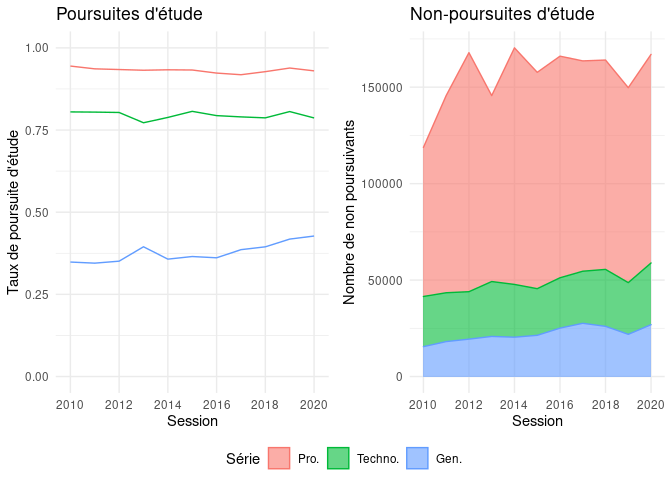 Poursuites d'étude
Taux de poursuite d'étude
1.00
0.75
0.50
0.25
0.00
2010 2012 2014 2016 2018 2020
Session
Non-poursuites d'étude
Nombre de non poursuivants
150000
100000
50000
0
2010 2012 2014 2016 2018 2020
Session
Série Pro. Techno. Gen.